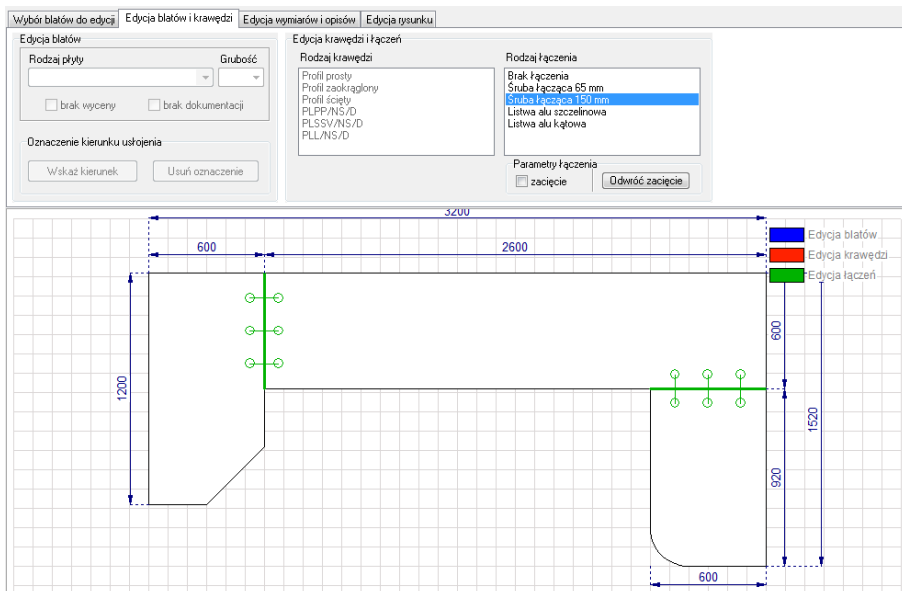 Wybór blatów do edycji Edycja blatów i krawędzi Edycja wymiarów i opisów Edycja rysunku
Edycja blatów
Rodzaj płyty Grubość
brak wyceny brak dokumentacji
Oznaczenie kierunku usłojenia
Wskaż kierunek Usuń oznaczenie
Edycja krawędzi i łączeń
Rodzaj krawędzi
Profil prosty
Profil zaokrąglony
Profil ścięty
PLPP/NS/D
PLSSV/NS/D
PLL/NS/D
Rodzaj łączenia
Brak łączenia
Śruba łącząca 65 mm
Śruba łącząca 150 mm
Listwa alu szczelinowa
Listwa alu kątowa
Parametry łączenia
zacięcie Odwróć zacięcie
3200
600 2600
Edycja blatów
Edycja krawędzi
Edycja łączeń
600
1200
1520
920
600